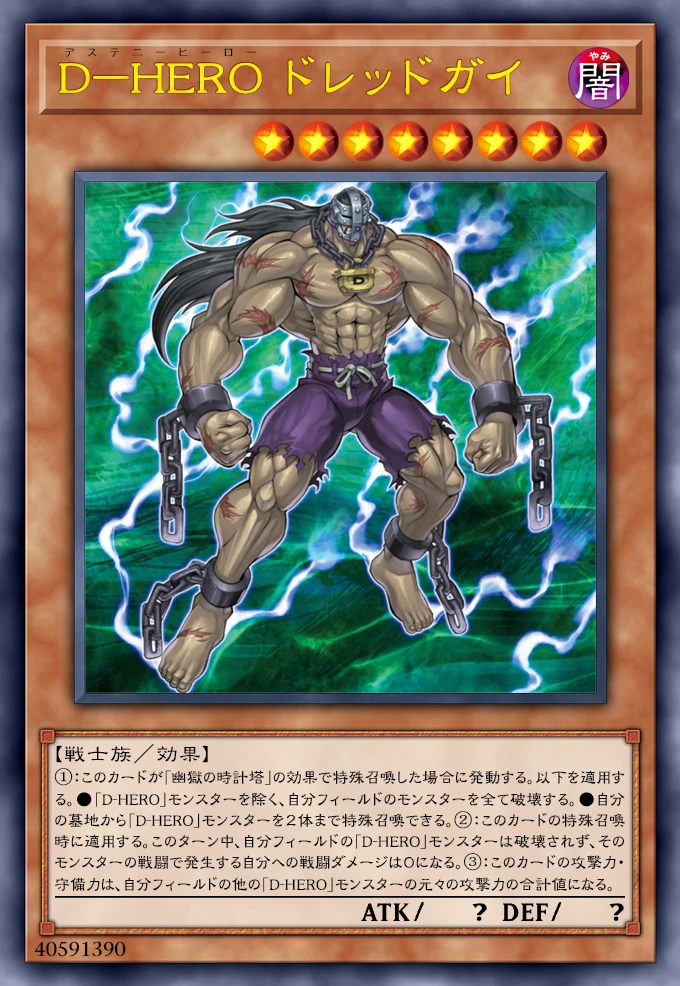 デステニーヒーロー
D－HERO ドレッドガイ
やみ
闇
D
【戦士族／効果】
①：このカードが「幽獄の時計塔」の効果で特殊召喚した場合に発動する。以下を適用す
る。●「D-HERO」モンスターを除く、自分フィールドのモンスターを全て破壊する。●自分
の墓地から「D-HERO」モンスターを２体まで特殊召喚できる。②：このカードの特殊召喚
時に適用する。このターン中、自分フィールドの「D-HERO」モンスターは破壊されず、その
モンスターの戦闘で発生する自分への戦闘ダメージは０になる。③：このカードの攻撃力・
守備力は、自分フィールドの他の「D-HERO」モンスターの元々の攻撃力の合計値になる。
ATK/ ? DEF/ ?
40591390